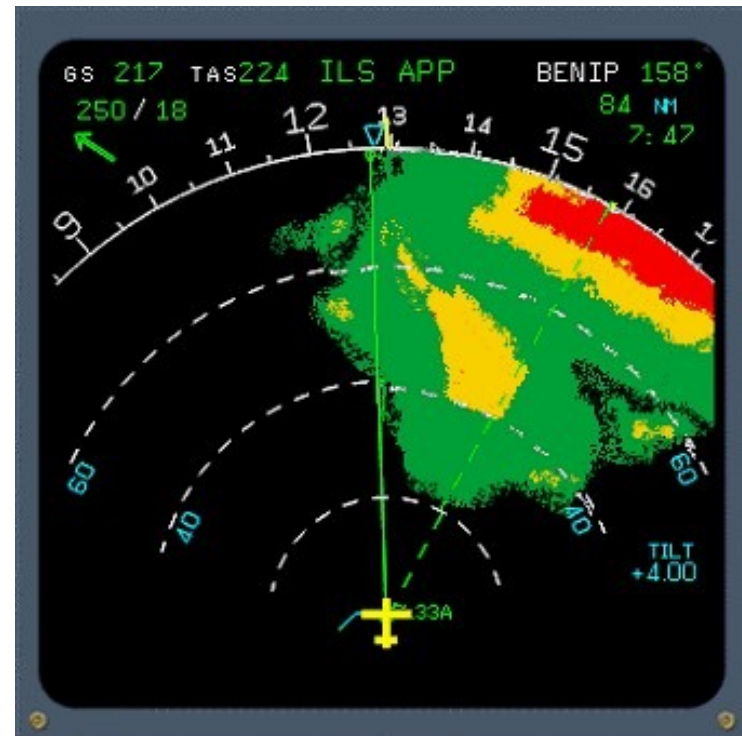 GS 217 TAS224 ILS APP BENIP 158°
250 / 18 84 NM
7:47
9 10 11 12 13 14 15 16
60 40 40 60
TILT
+4.00
33A